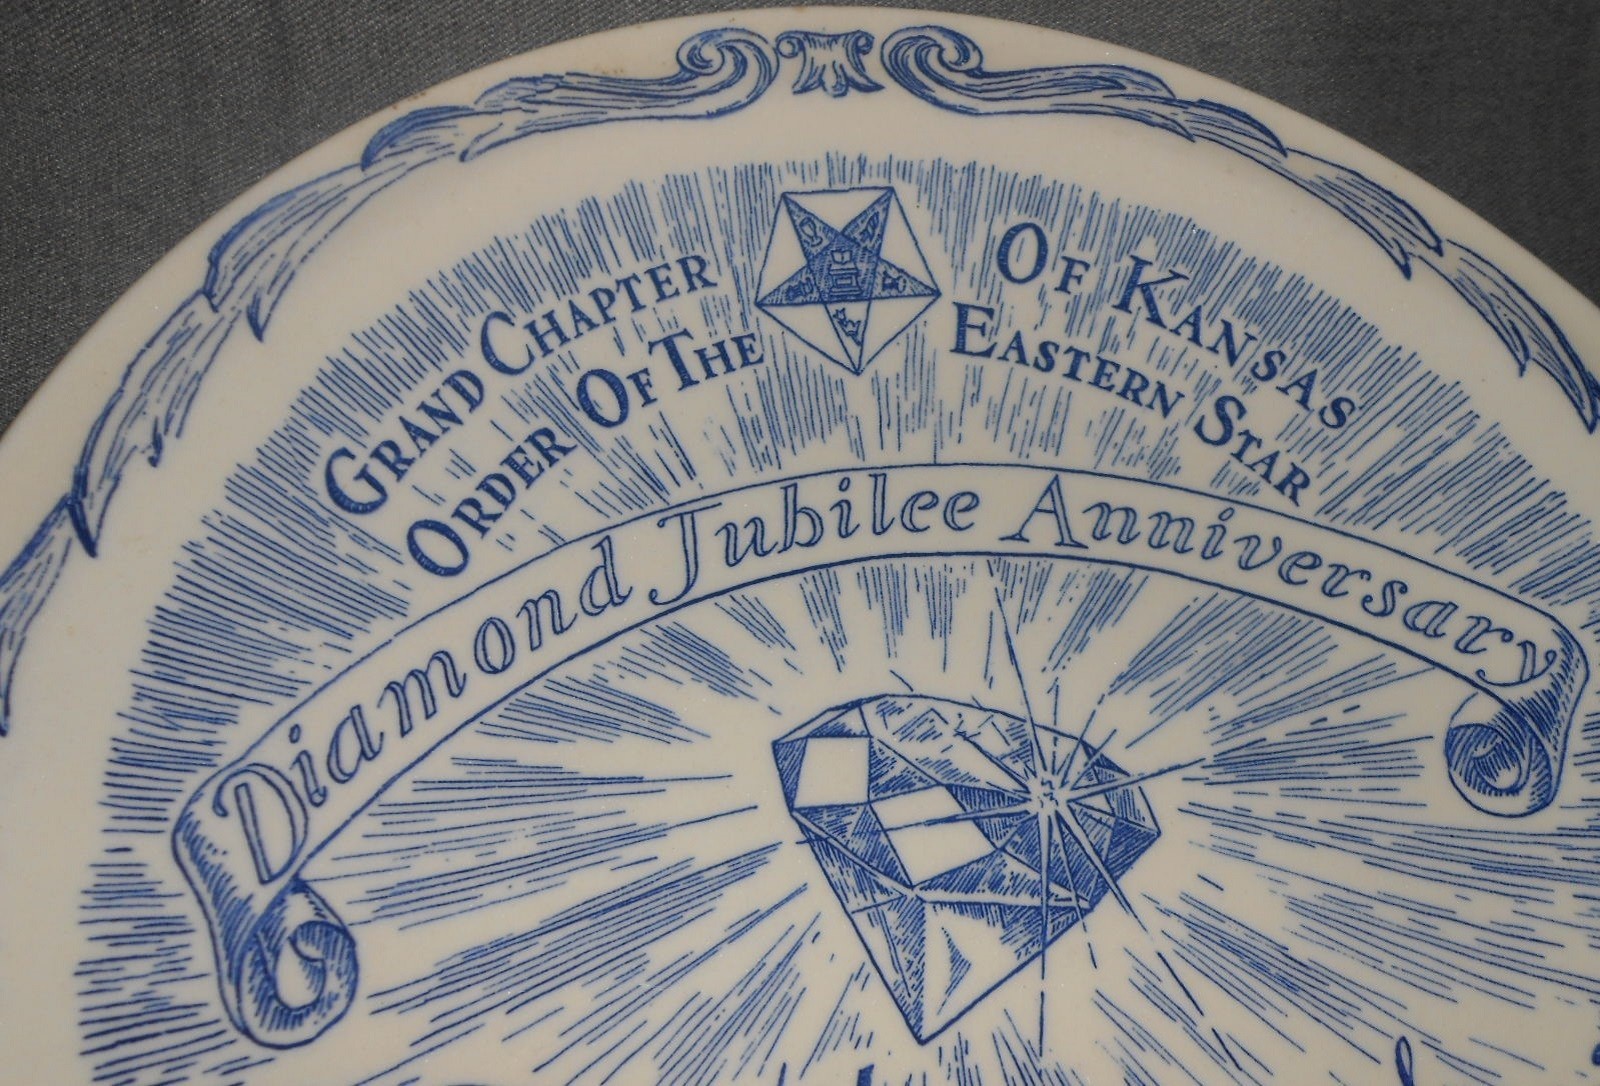 Grand Chapter Of Kansas
Order Of The Eastern Star
Diamond Jubilee Anniversary